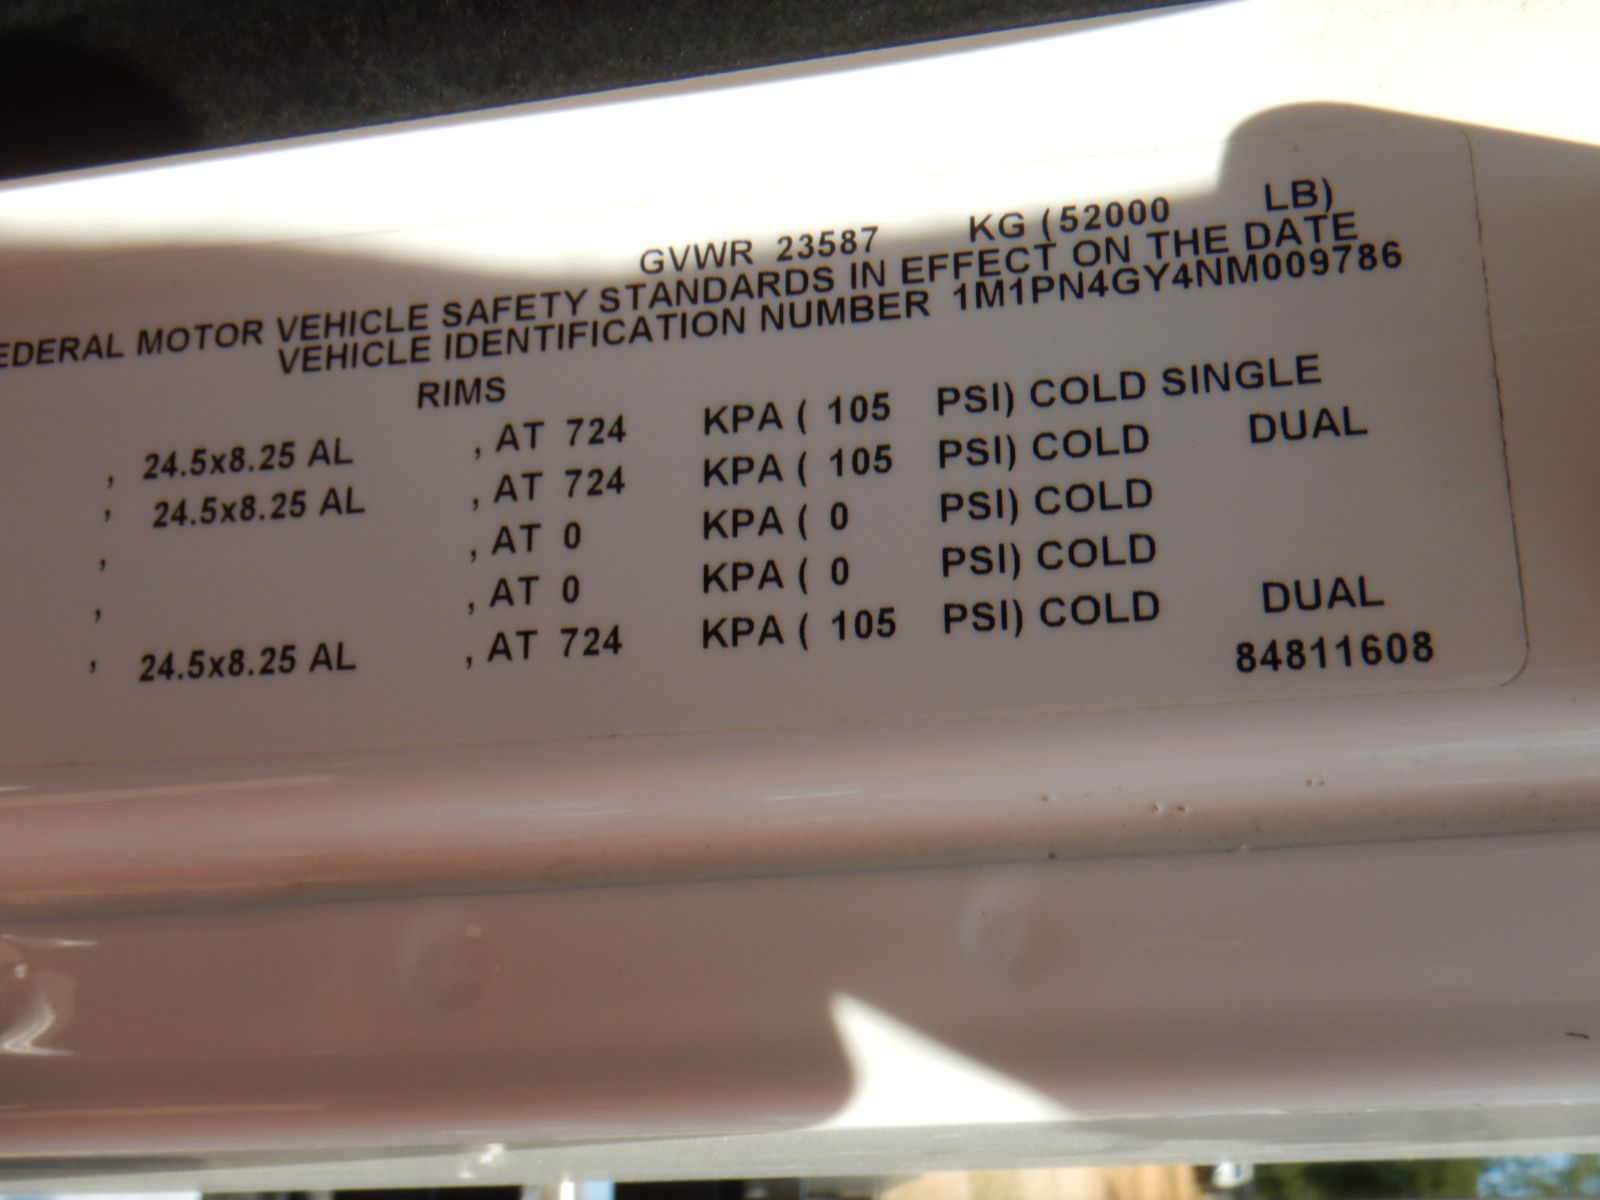 GVWR 23587 KG (52000 LB)
EDERAL MOTOR VEHICLE SAFETY STANDARDS IN EFFECT ON THE DATE
VEHICLE IDENTIFICATION NUMBER 1M1PN4GY4NM009786
RIMS
, 24.5x8.25 AL , AT 724 KPA ( 105 PSI) COLD SINGLE
, 24.5x8.25 AL , AT 724 KPA ( 105 PSI) COLD DUAL
, , AT 0 KPA ( 0 PSI) COLD
, , AT 0 KPA ( 0 PSI) COLD
, 24.5x8.25 AL , AT 724 KPA ( 105 PSI) COLD DUAL
84811608